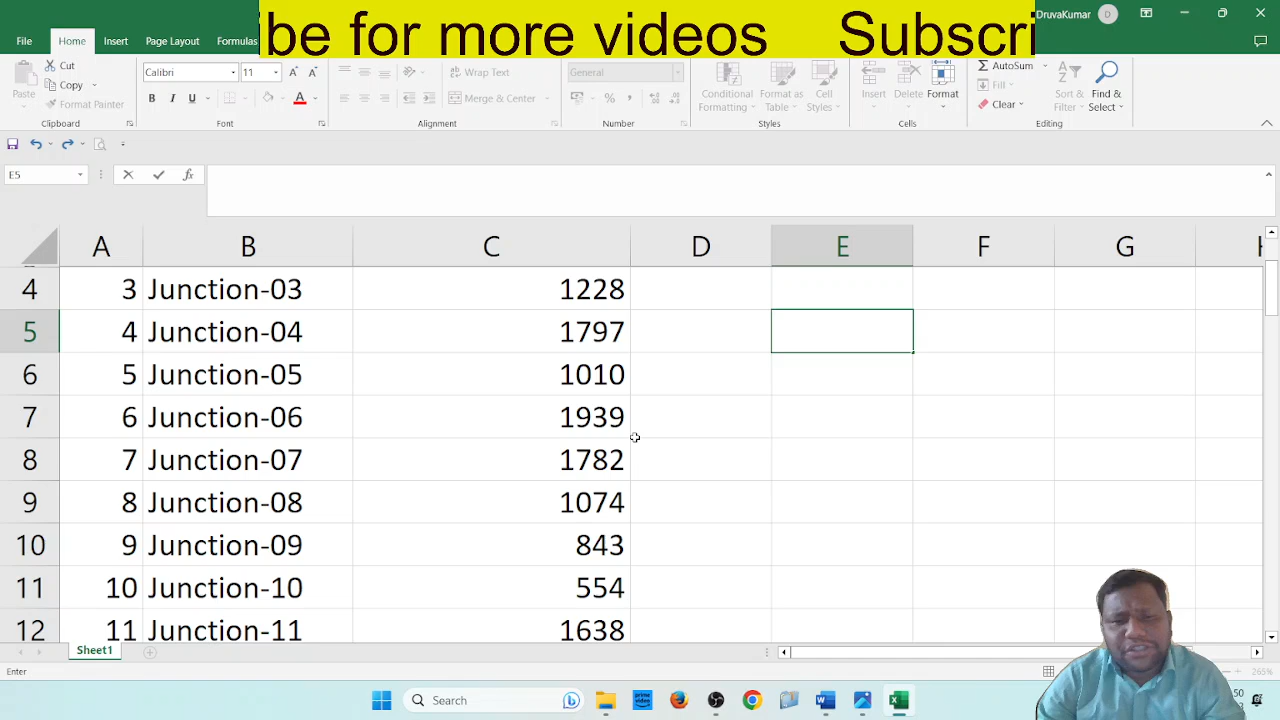 be for more videos Subscri
DruvaKumar D
File Home Insert Page Layout Formulas
Cut
Copy
Format Painter
Paste
Clipboard
Calibri 11
B I U
Font
Wrap Text
Merge & Center
Alignment
General
Number
Conditional Formatting
Format as Table
Cell Styles
Styles
Insert Delete Format
Cells
AutoSum
Fill
Clear
Sort & Filter
Find & Select
Editing
E5 fx
A B C D E F G
4 3 Junction-03 1228
5 4 Junction-04 1797
6 5 Junction-05 1010
7 6 Junction-06 1939
8 7 Junction-07 1782
9 8 Junction-08 1074
10 9 Junction-09 843
11 10 Junction-10 554
12 11 Junction-11 1638
Sheet1
Enter 265%
Search
50